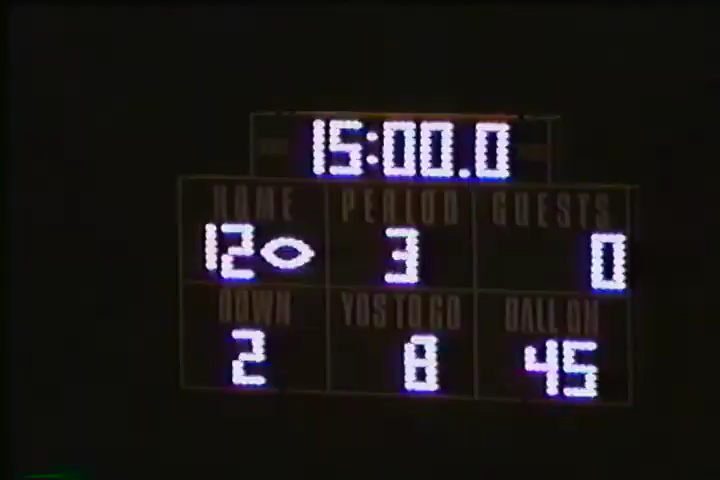 15:00.0
HOME PERIOD GUESTS
12 3 0
DOWN YDS TO GO BALL ON
2 8 45